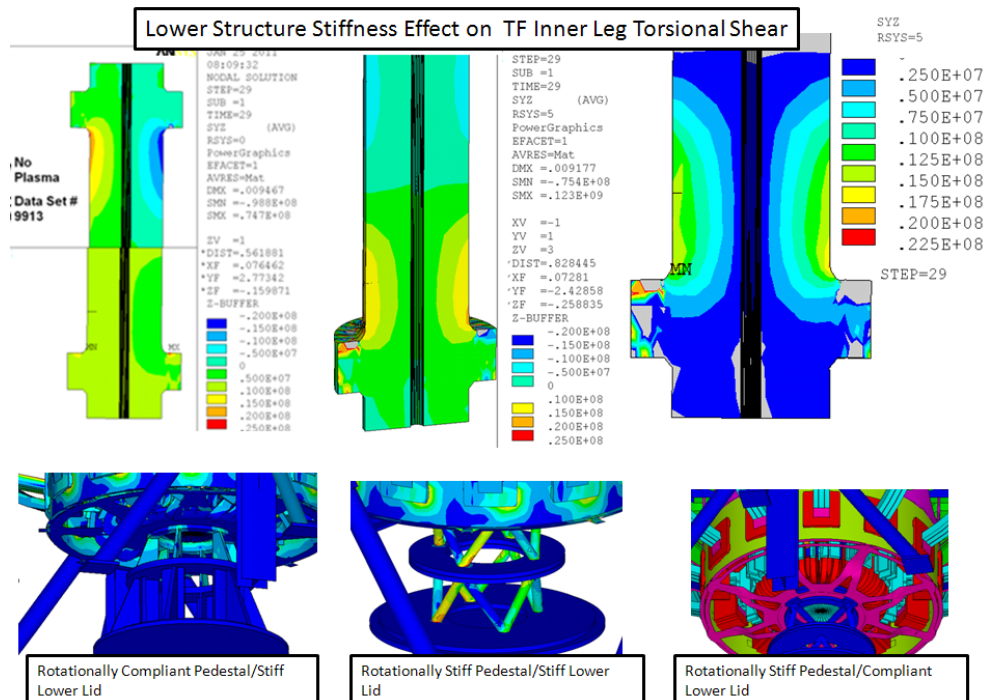 Lower Structure Stiffness Effect on TF Inner Leg Torsional Shear
JAN 25 2011
08:09:32
NODAL SOLUTION
STEP=29
SUB =1
TIME=29
SYZ (AVG)
RSYS=0
PowerGraphics
EFACET=1
AVRES=Mat
DMX =.009467
SMN =-.988E+08
SMX =.747E+08
ZV =1
*DIST=.561881
*XF =.076462
*YF =2.77342
*ZF =-.159871
Z-BUFFER
-.200E+08
-.150E+08
-.100E+08
-.500E+07
0
.500E+07
.100E+08
.150E+08
.200E+08
.250E+08
No
Plasma
Data Set #
9913
MN
MX
STEP=29
SUB =1
TIME=29
SYZ (AVG)
RSYS=5
PowerGraphics
EFACET=1
AVRES=Mat
DMX =.009177
SMN =-.754E+08
SMX =.123E+09
XV =-1
YV =1
ZV =3
*DIST=.828445
*XF =.07281
*YF =-2.42858
*ZF =-.258835
Z-BUFFER
-.200E+08
-.150E+08
-.100E+08
-.500E+07
0
.100E+08
.150E+08
.200E+08
.250E+08
SYZ
RSYS=5
.250E+07
.500E+07
.750E+07
.100E+08
.125E+08
.150E+08
.175E+08
.200E+08
.225E+08
STEP=29
MN
Rotationally Compliant Pedestal/Stiff
Lower Lid
Rotationally Stiff Pedestal/Stiff Lower
Lid
Rotationally Stiff Pedestal/Compliant
Lower Lid